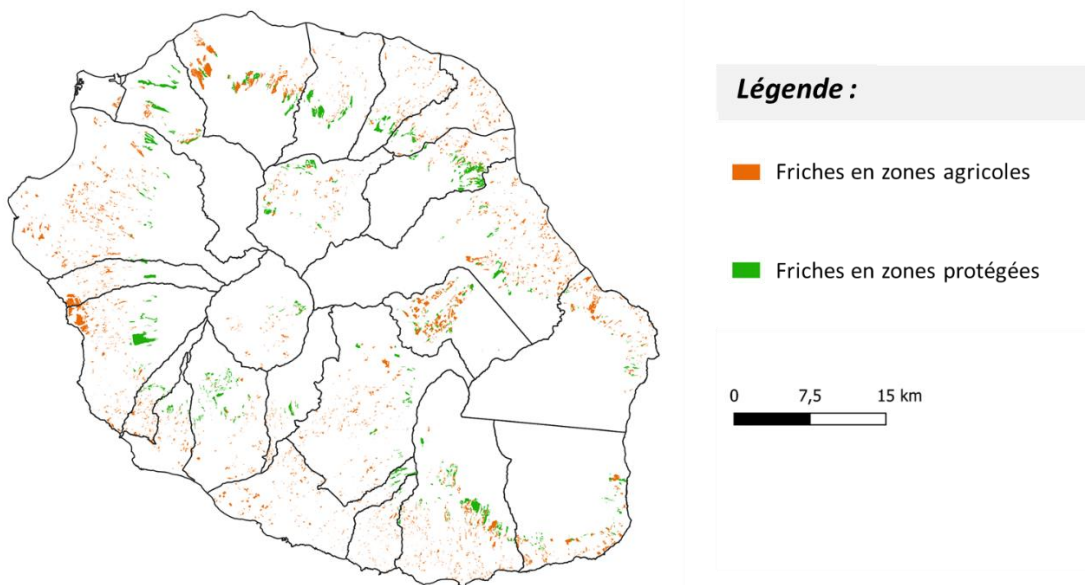 Légende :
Friches en zones agricoles
Friches en zones protégées
0 7,5 15 km